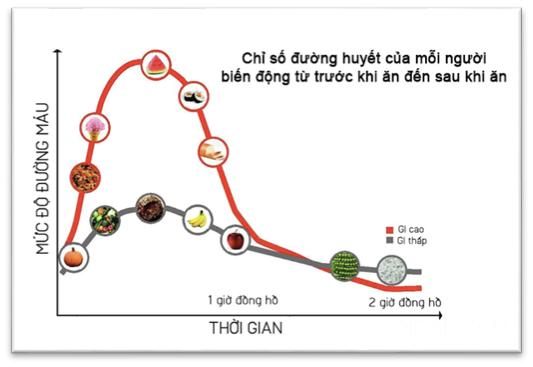 Chỉ số đường huyết của mỗi người
biến động từ trước khi ăn đến sau khi ăn
MỨC ĐỘ ĐƯỜNG MÁU
GI cao
GI thấp
1 giờ đồng hồ
2 giờ đồng hồ
THỜI GIAN